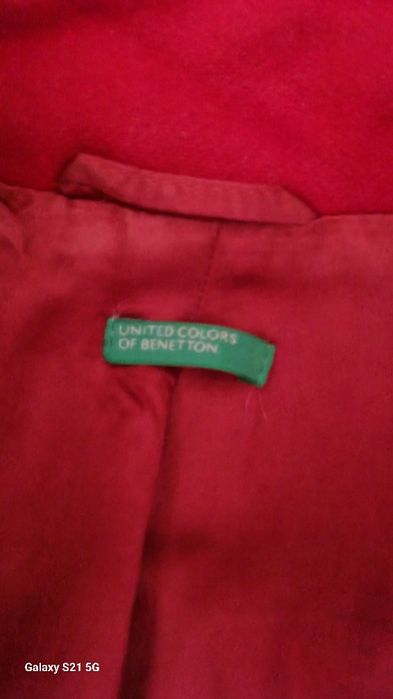 UNITED COLORS
OF BENETTON
Galaxy S21 5G